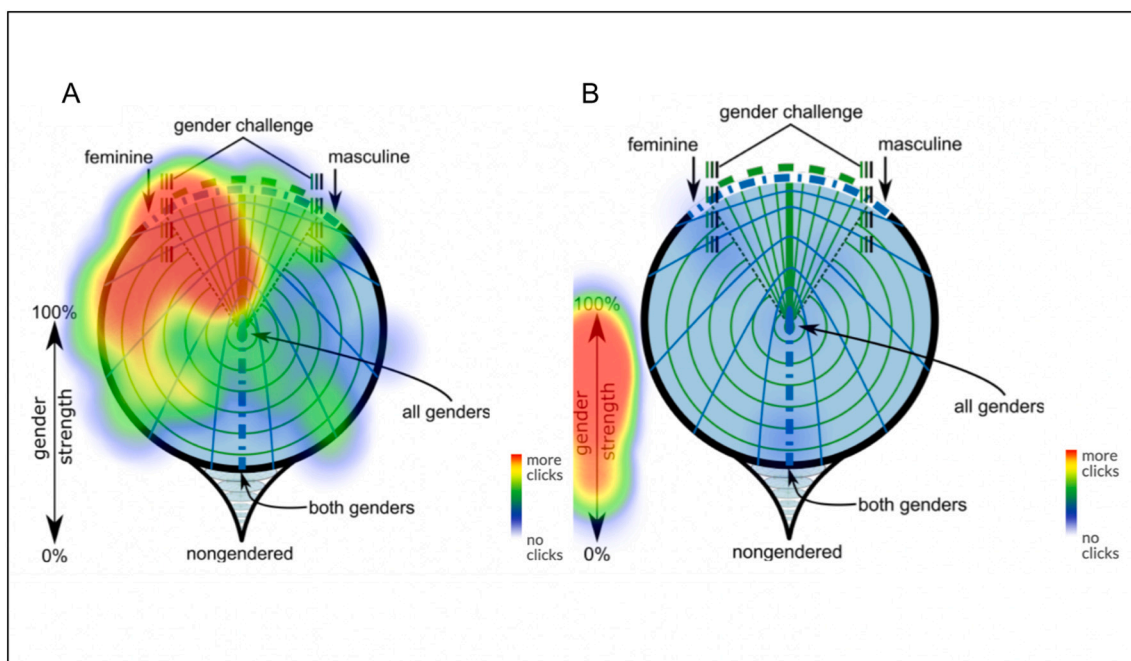 A
gender challenge
feminine
masculine
100%
gender
strength
all genders
both genders
0%
nongendered
more
clicks
no
clicks
B
gender challenge
feminine
masculine
100%
gender
strength
all genders
both genders
0%
nongendered
more
clicks
no
clicks